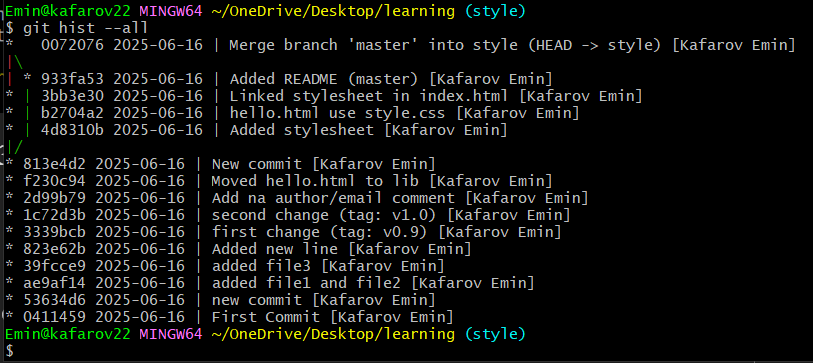 Emin@kafarov22 MINGW64 ~/OneDrive/Desktop/learning (style)
$ git hist --all
*   0072076 2025-06-16 | Merge branch 'master' into style (HEAD -> style) [Kafarov Emin]
|\
| * 933fa53 2025-06-16 | Added README (master) [Kafarov Emin]
* | 3bb3e30 2025-06-16 | Linked stylesheet in index.html [Kafarov Emin]
* | b2704a2 2025-06-16 | hello.html use style.css [Kafarov Emin]
* | 4d8310b 2025-06-16 | Added stylesheet [Kafarov Emin]
|/
* 813e4d2 2025-06-16 | New commit [Kafarov Emin]
* f230c94 2025-06-16 | Moved hello.html to lib [Kafarov Emin]
* 2d99b79 2025-06-16 | Add na author/email comment [Kafarov Emin]
* 1c72d3b 2025-06-16 | second change (tag: v1.0) [Kafarov Emin]
* 3339bcb 2025-06-16 | first change (tag: v0.9) [Kafarov Emin]
* 823e62b 2025-06-16 | Added new line [Kafarov Emin]
* 39fcce9 2025-06-16 | added file3 [Kafarov Emin]
* ae9af14 2025-06-16 | added file1 and file2 [Kafarov Emin]
* 53634d6 2025-06-16 | new commit [Kafarov Emin]
* 0411459 2025-06-16 | First Commit [Kafarov Emin]
Emin@kafarov22 MINGW64 ~/OneDrive/Desktop/learning (style)
$